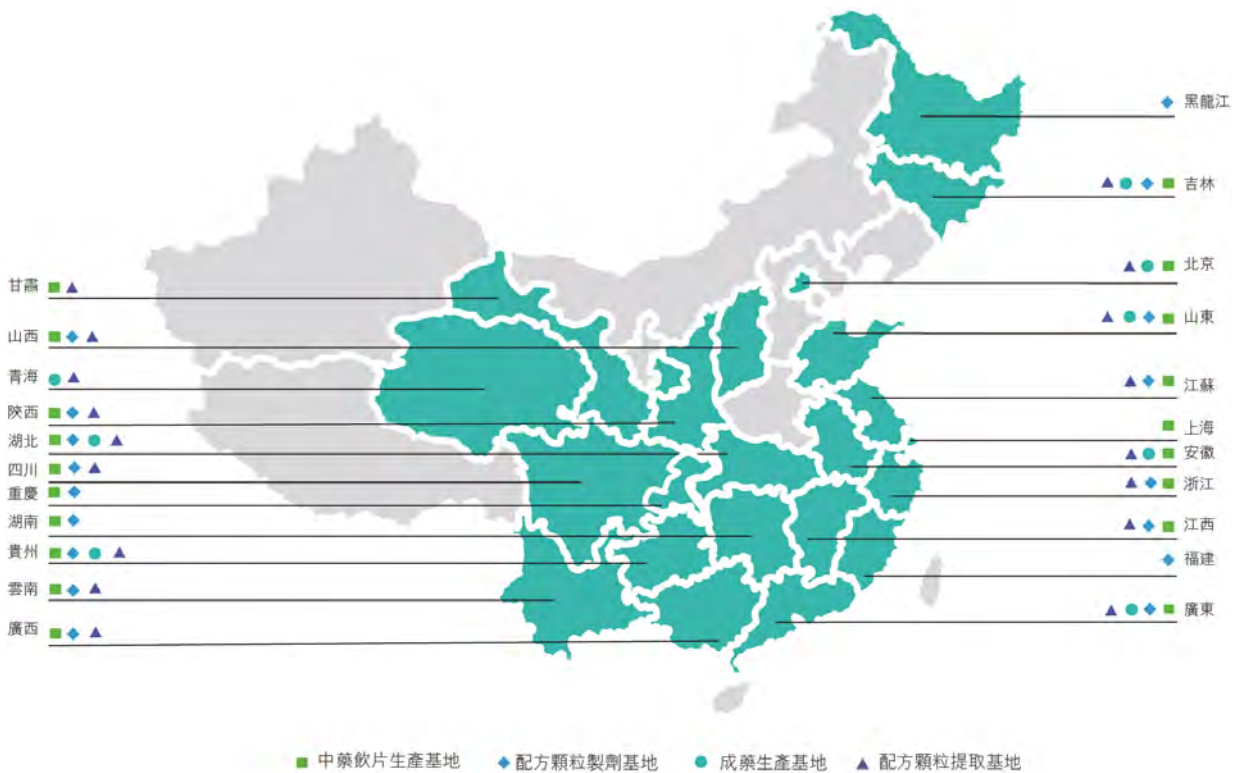 甘肅
山西
青海
陝西
湖北
四川
重慶
湖南
貴州
雲南
廣西
黑龍江
吉林
北京
山東
江蘇
上海
安徽
浙江
江西
福建
廣東
中藥飲片生產基地 配方顆粒製劑基地 成藥生產基地 配方顆粒提取基地